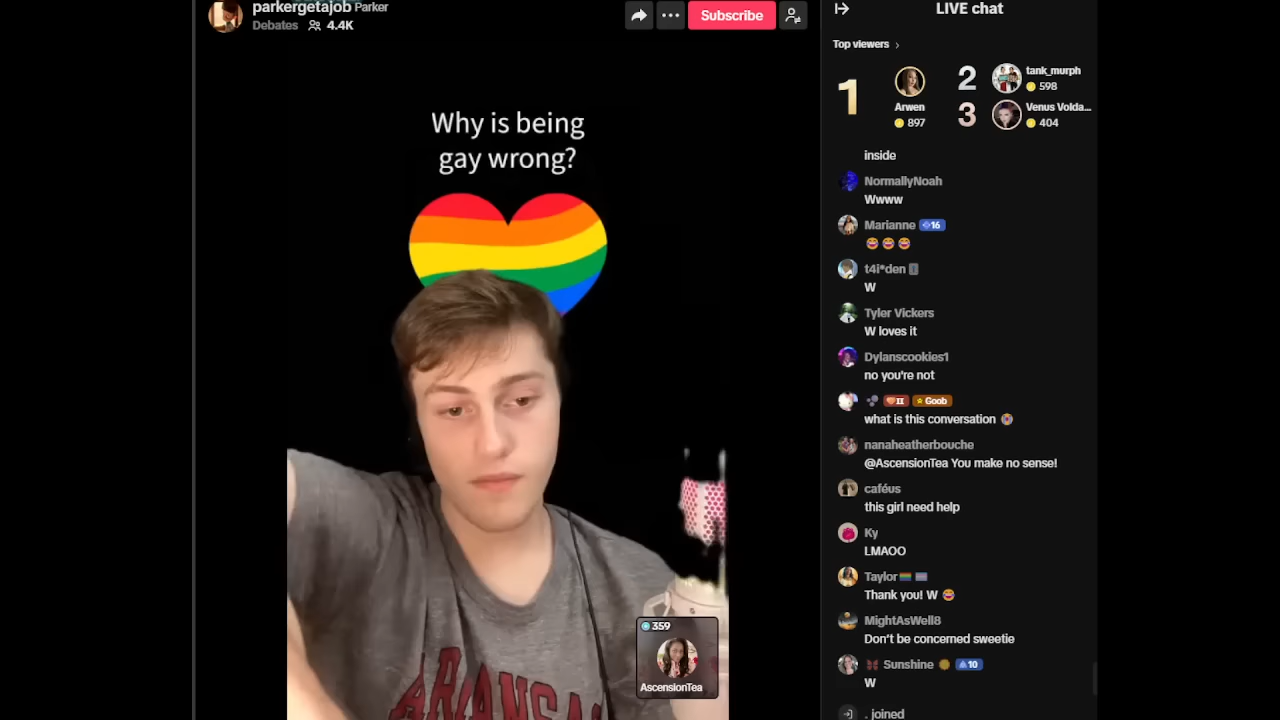 parkergetajob Parker
Debates 4.4K
Subscribe
Why is being
gay wrong?
ARKANSAS
359
AscensionTea
LIVE chat
Top viewers
1
Arwen
897
2
tank_murph
598
3
Venus Volda...
404
inside
NormallyNoah
Wwww
Marianne 16
t4i*den
W
Tyler Vickers
W loves it
Dylanscookies1
no you're not
II Goob
what is this conversation
nanaheatherbouche
@AscensionTea You make no sense!
caféus
this girl need help
Ky
LMAOO
Taylor
Thank you! W
MightAsWell8
Don't be concerned sweetie
Sunshine 10
W
. joined